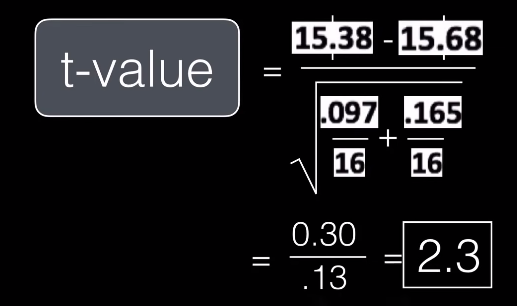 15.38 - 15.68
t-value =
.097 + .165
16 16
0.30
= .13 = 2.3